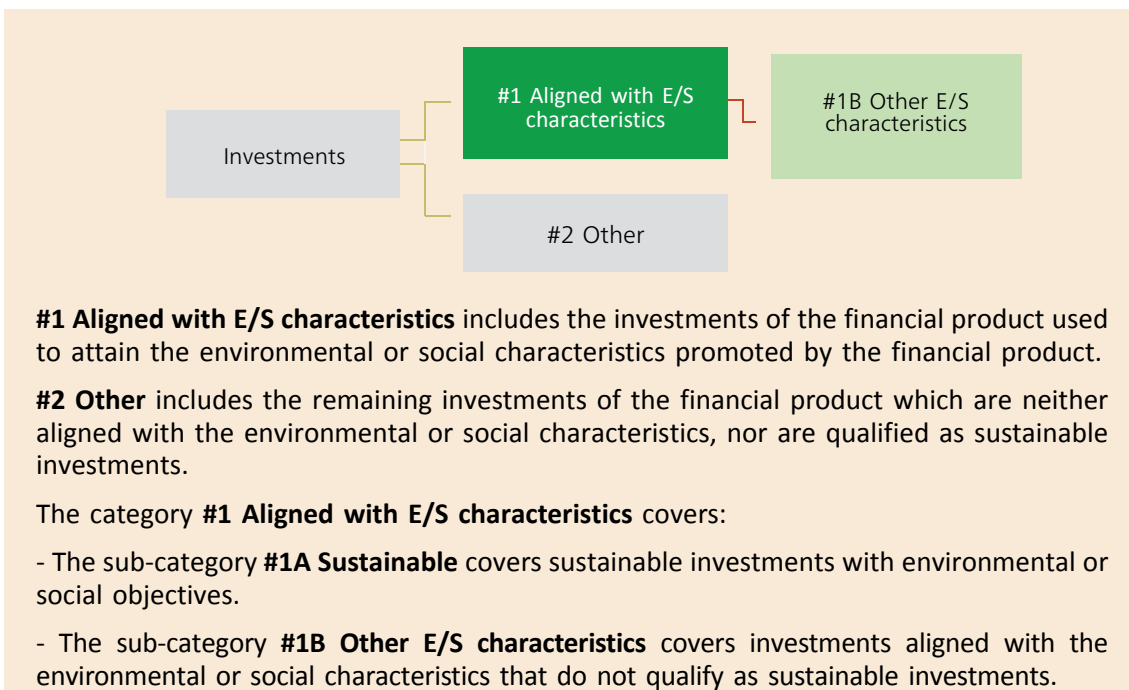 #1 Aligned with E/S
characteristics
#1B Other E/S
characteristics
Investments
#2 Other
#1 Aligned with E/S characteristics includes the investments of the financial product used
to attain the environmental or social characteristics promoted by the financial product.
#2 Other includes the remaining investments of the financial product which are neither
aligned with the environmental or social characteristics, nor are qualified as sustainable
investments.
The category #1 Aligned with E/S characteristics covers:
- The sub-category #1A Sustainable covers sustainable investments with environmental or
social objectives.
- The sub-category #1B Other E/S characteristics covers investments aligned with the
environmental or social characteristics that do not qualify as sustainable investments.